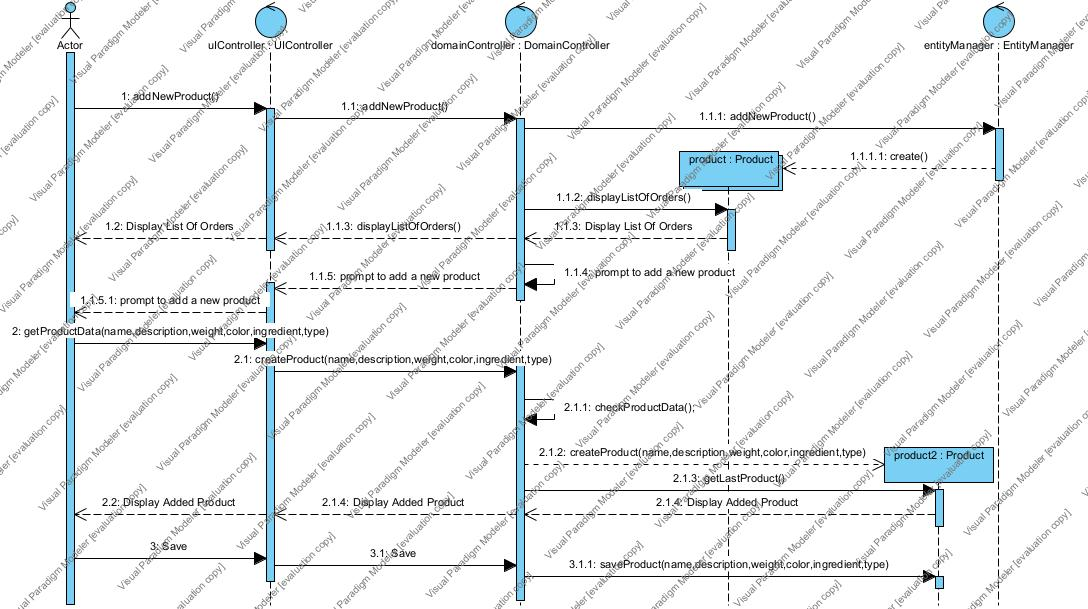 Actor
uIController : UIController
domainController : DomainController
entityManager : EntityManager
1: addNewProduct()
1.1: addNewProduct()
1.1.1: addNewProduct()
product : Product
1.1.1.1: create()
1.1.2: displayListOfOrders()
1.2: Display List Of Orders
1.1.3: displayListOfOrders()
1.1.3: Display List Of Orders
1.1.4: prompt to add a new product
1.1.5: prompt to add a new product
1.1.5.1: prompt to add a new product
2: getProductData(name,description,weight,color,ingredient,type)
2.1: createProduct(name,description,weight,color,ingredient,type)
2.1.1: checkProductData();
2.1.2: createProduct(name,description,weight,color,ingredient,type)
product2 : Product
2.1.3: getLastProduct()
2.2: Display Added Product
2.1.4: Display Added Product
2.1.4: Display Added Product
3: Save
3.1: Save
3.1.1: saveProduct(name,description,weight,color,ingredient,type)
Visual Paradigm Modeler [evaluation copy]